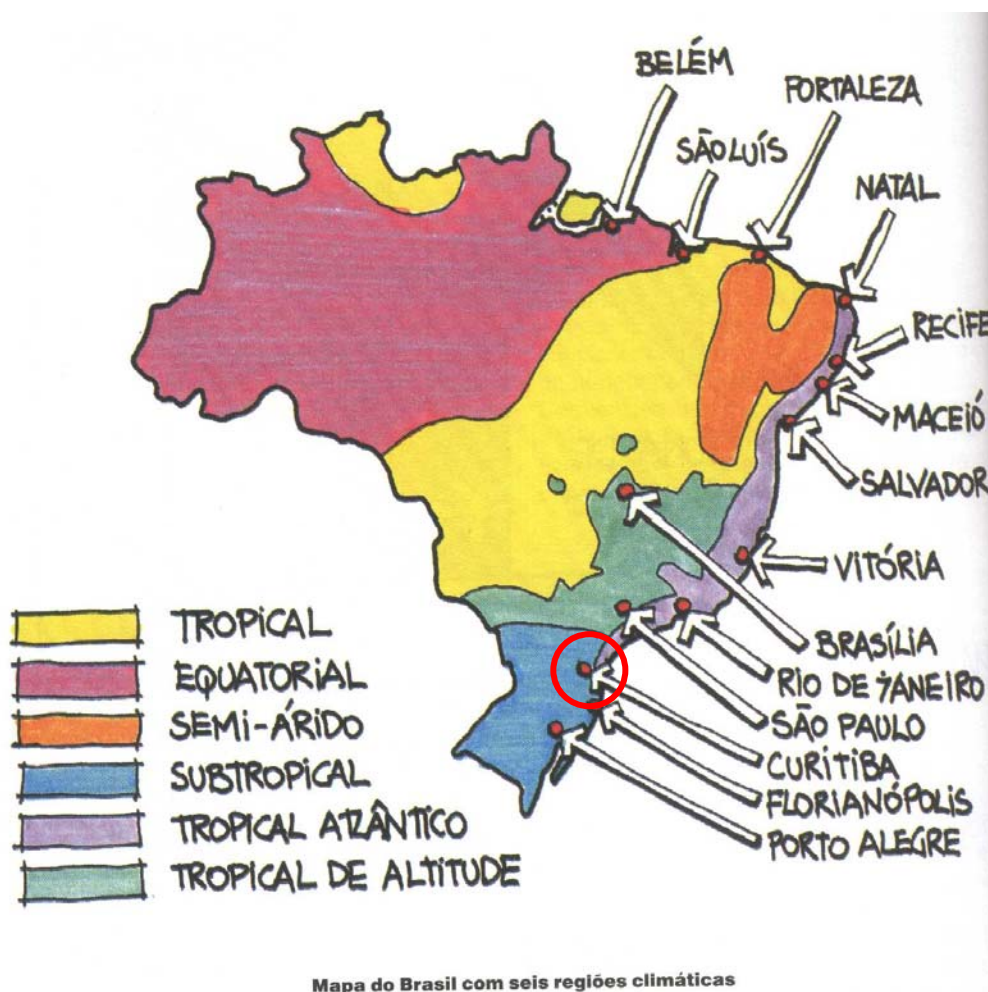 BELÉM
FORTALEZA
SÃO LUÍS
NATAL
RECIFE
MACEIÓ
SALVADOR
VITÓRIA
BRASÍLIA
RIO DE JANEIRO
SÃO PAULO
CURITIBA
FLORIANÓPOLIS
PORTO ALEGRE
TROPICAL
EQUATORIAL
SEMI-ÁRIDO
SUBTROPICAL
TROPICAL ATLÂNTICO
TROPICAL DE ALTITUDE
Mapa do Brasil com seis regiões climáticas